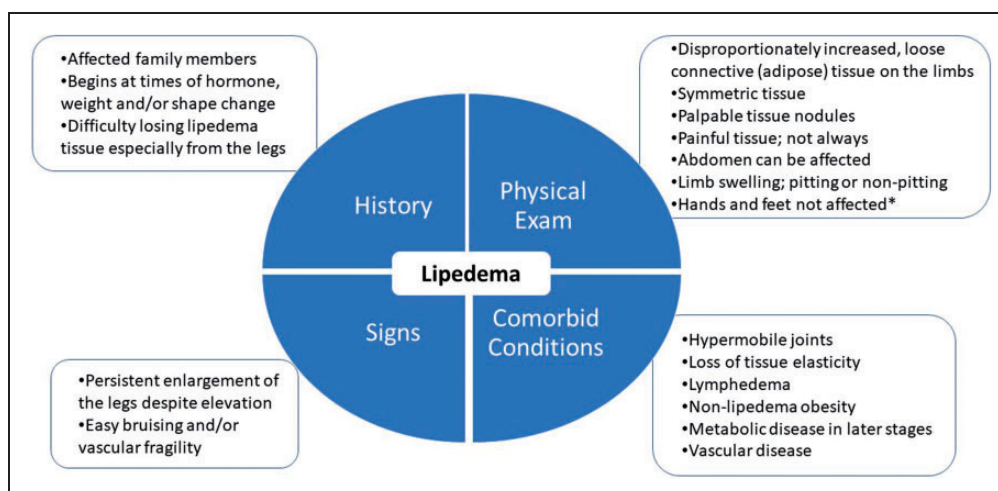 •Affected family members
•Begins at times of hormone,
weight and/or shape change
•Difficulty losing lipedema
tissue especially from the legs
•Disproportionately increased, loose
connective (adipose) tissue on the limbs
•Symmetric tissue
•Palpable tissue nodules
•Painful tissue; not always
•Abdomen can be affected
•Limb swelling; pitting or non-pitting
•Hands and feet not affected*
History
Physical
Exam
Lipedema
Signs
Comorbid
Conditions
•Persistent enlargement of
the legs despite elevation
•Easy bruising and/or
vascular fragility
•Hypermobile joints
•Loss of tissue elasticity
•Lymphedema
•Non-lipedema obesity
•Metabolic disease in later stages
•Vascular disease